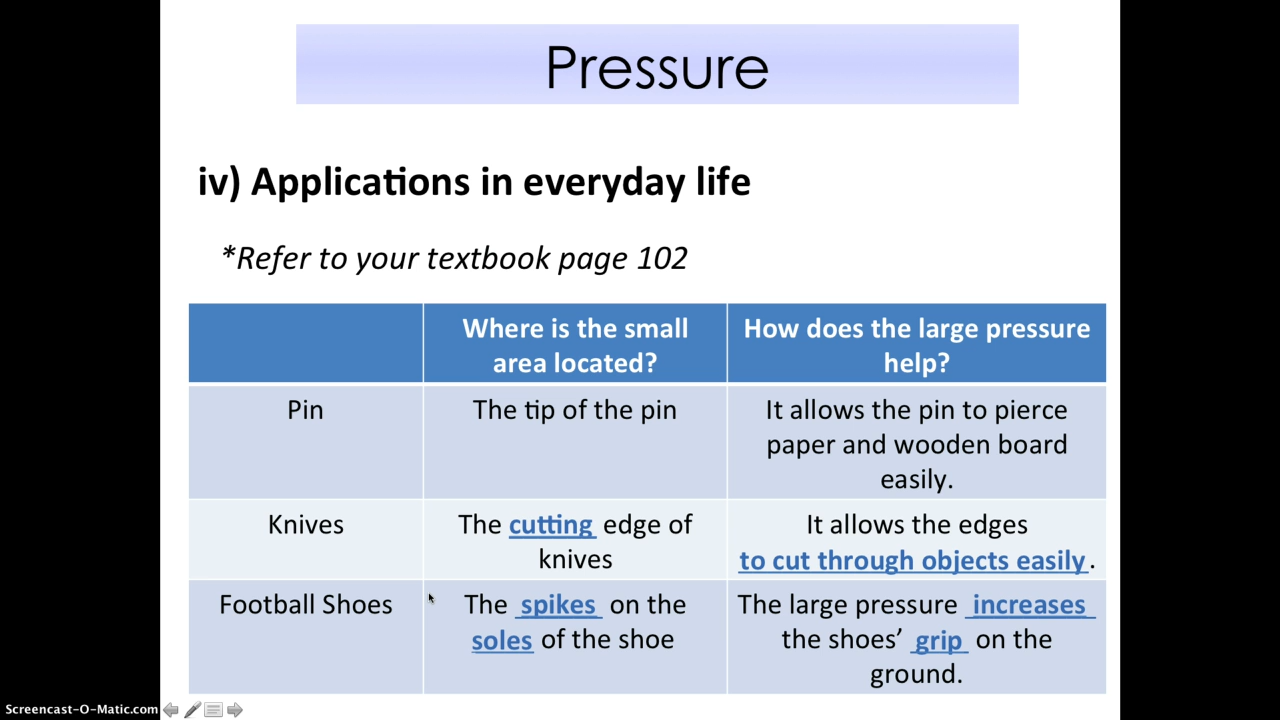 Pressure
iv) Applications in everyday life
*Refer to your textbook page 102
Where is the small
area located?
How does the large pressure
help?
Pin
The tip of the pin
It allows the pin to pierce
paper and wooden board
easily.
Knives
The cutting edge of
knives
It allows the edges
to cut through objects easily.
Football Shoes
The spikes on the
soles of the shoe
The large pressure increases
the shoes’ grip on the
ground.
Screencast-O-Matic.com